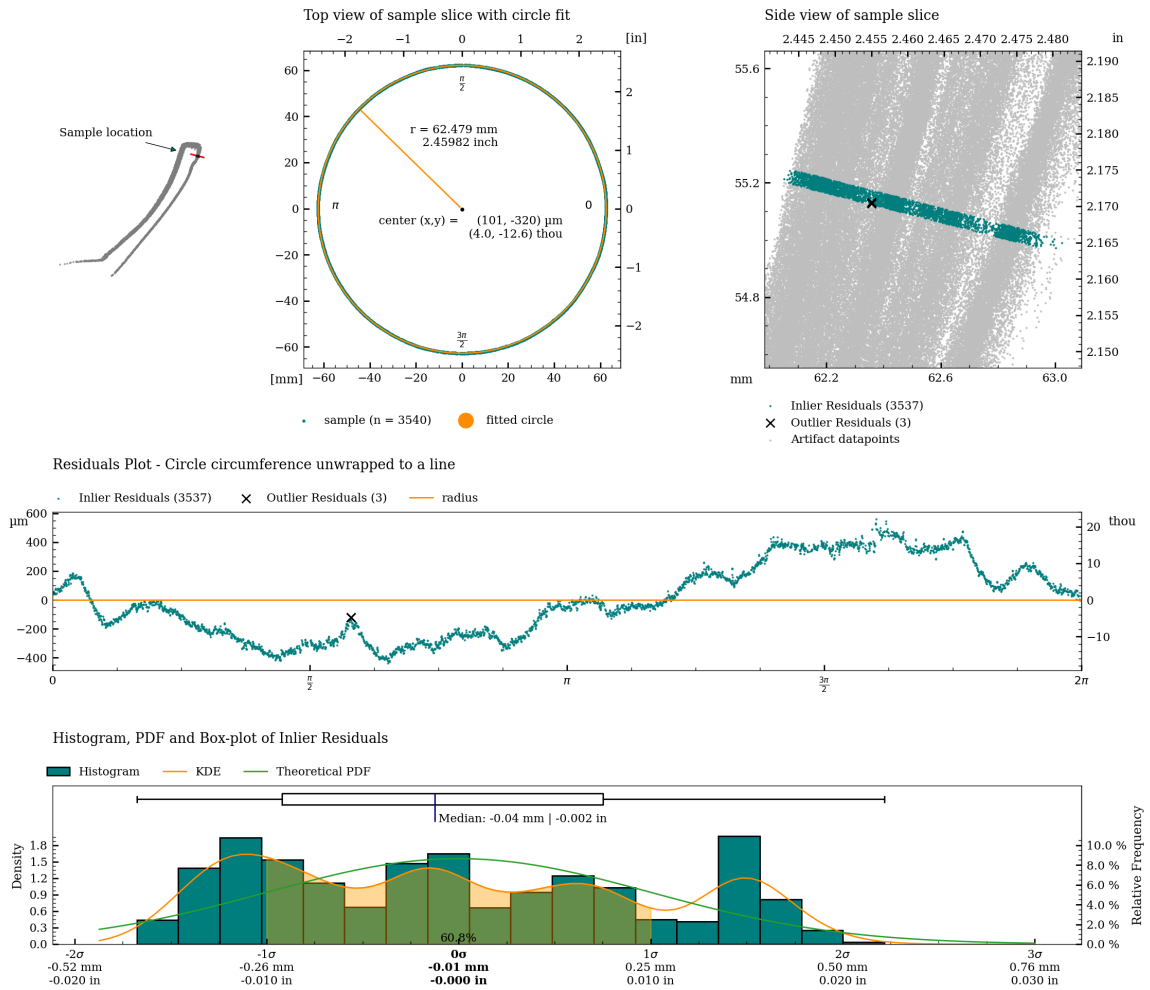 Top view of sample slice with circle fit
−2 −1 0 1 2 [in]
Sample location
60
40
20
0
−20
−40
−60
2
1
0
−1
−2
π/2
r = 62.479 mm
2.45982 inch
π
0
center (x,y) = (101, -320) µm
(4.0, -12.6) thou
3π/2
[mm] −60 −40 −20 0 20 40 60
sample (n = 3540) fitted circle
Side view of sample slice
2.445 2.450 2.455 2.460 2.465 2.470 2.475 2.480 in
55.6
55.2
54.8
2.190
2.185
2.180
2.175
2.170
2.165
2.160
2.155
2.150
mm 62.2 62.6 63.0
Inlier Residuals (3537)
Outlier Residuals (3)
Artifact datapoints
Residuals Plot - Circle circumference unwrapped to a line
Inlier Residuals (3537) Outlier Residuals (3) radius
µm
600
400
200
0
−200
−400
thou
20
10
0
−10
0 π/2 π 3π/2 2π
Histogram, PDF and Box-plot of Inlier Residuals
Histogram KDE Theoretical PDF
Median: -0.04 mm | -0.002 in
Density
1.8
1.5
1.2
0.9
0.6
0.3
0.0
10.0 %
8.0 %
6.0 %
4.0 %
2.0 %
0.0 %
Relative Frequency
60.8%
-2σ -1σ 0σ 1σ 2σ 3σ
-0.52 mm -0.26 mm -0.01 mm 0.25 mm 0.50 mm 0.76 mm
-0.020 in -0.010 in -0.000 in 0.010 in 0.020 in 0.030 in